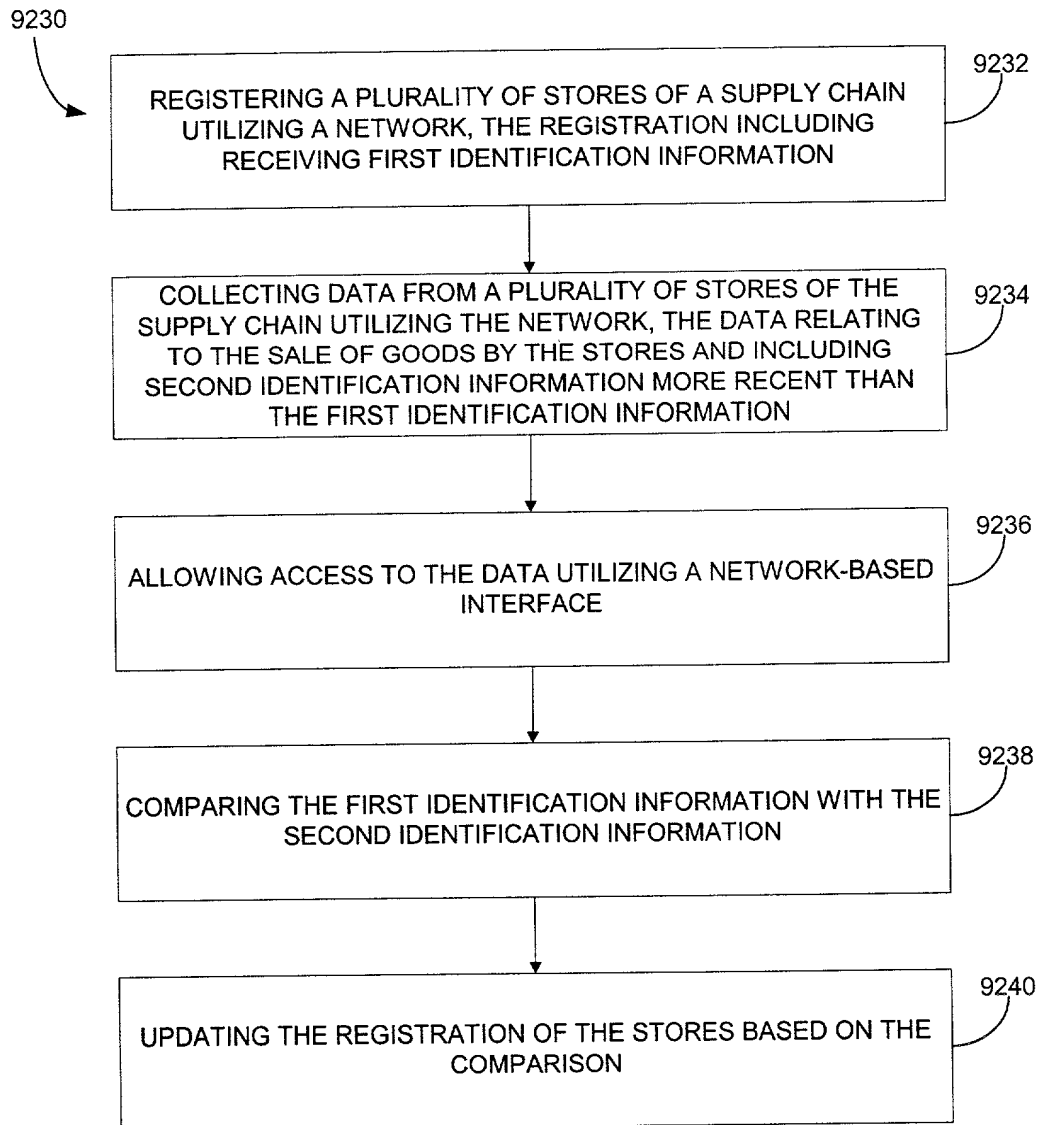 9230
9232
REGISTERING A PLURALITY OF STORES OF A SUPPLY CHAIN
UTILIZING A NETWORK, THE REGISTRATION INCLUDING
RECEIVING FIRST IDENTIFICATION INFORMATION
9234
COLLECTING DATA FROM A PLURALITY OF STORES OF THE
SUPPLY CHAIN UTILIZING THE NETWORK, THE DATA RELATING
TO THE SALE OF GOODS BY THE STORES AND INCLUDING
SECOND IDENTIFICATION INFORMATION MORE RECENT THAN
THE FIRST IDENTIFICATION INFORMATION
9236
ALLOWING ACCESS TO THE DATA UTILIZING A NETWORK-BASED
INTERFACE
9238
COMPARING THE FIRST IDENTIFICATION INFORMATION WITH THE
SECOND IDENTIFICATION INFORMATION
9240
UPDATING THE REGISTRATION OF THE STORES BASED ON THE
COMPARISON